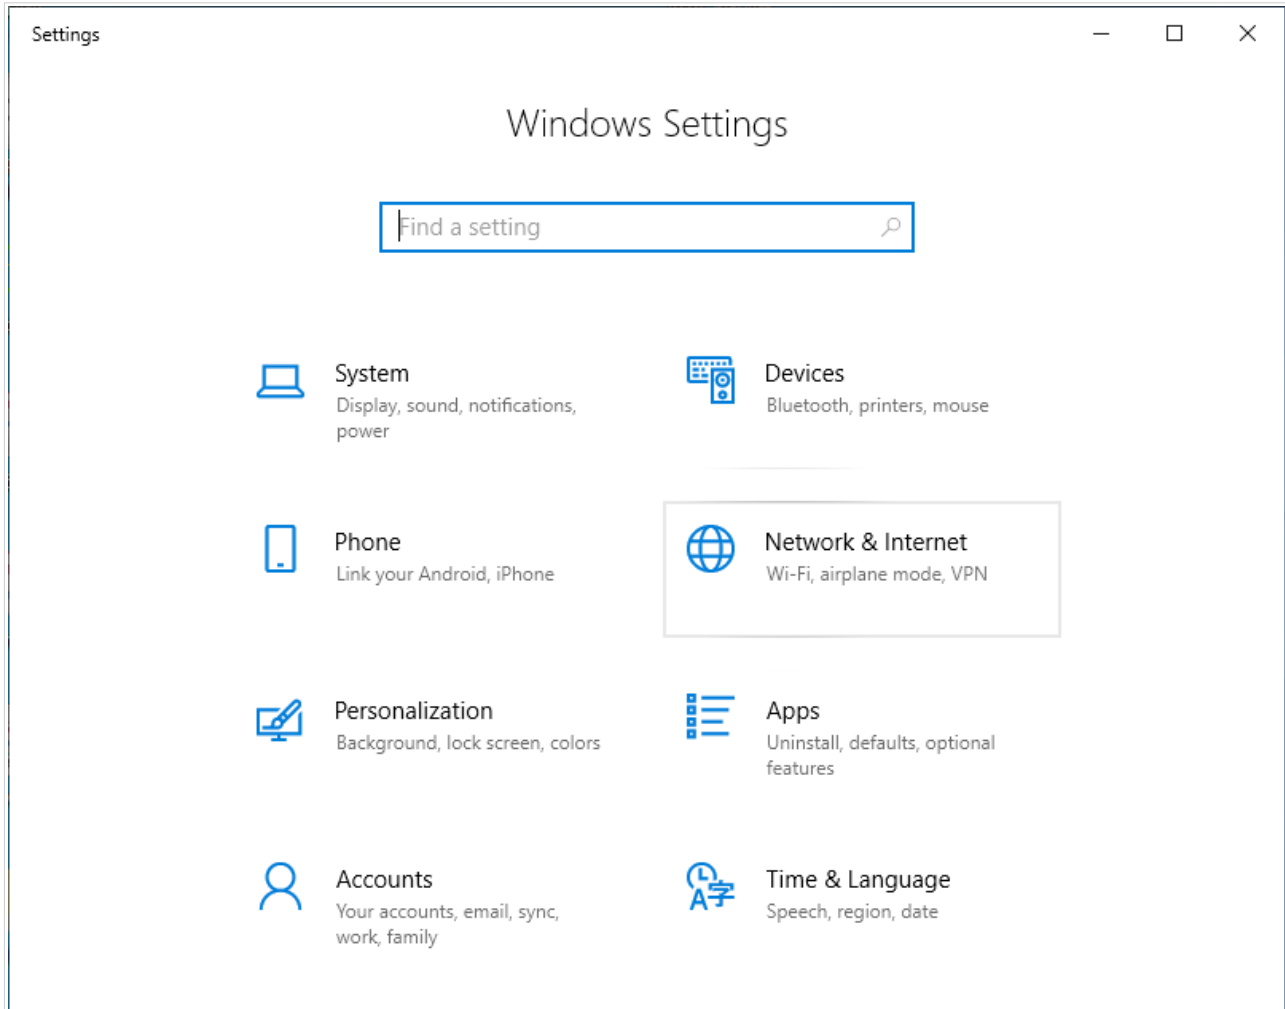 Settings
Windows Settings
Find a setting
System
Display, sound, notifications,
power
Devices
Bluetooth, printers, mouse
Phone
Link your Android, iPhone
Network & Internet
Wi-Fi, airplane mode, VPN
Personalization
Background, lock screen, colors
Apps
Uninstall, defaults, optional
features
Accounts
Your accounts, email, sync,
work, family
Time & Language
Speech, region, date